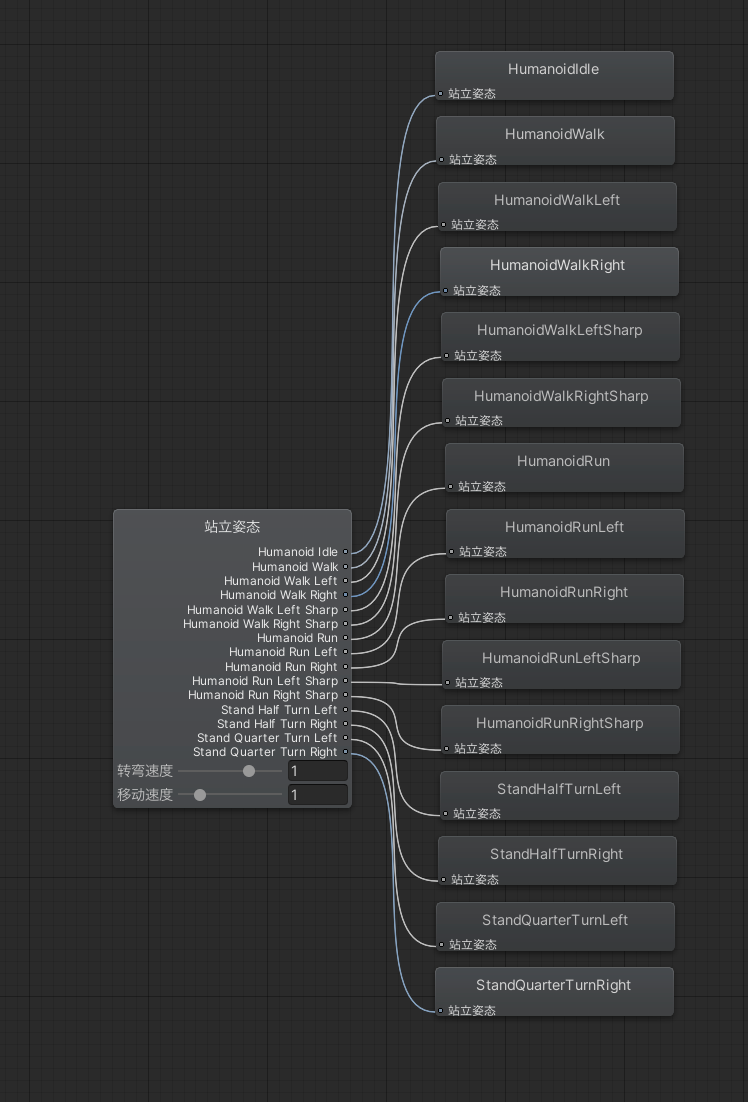 HumanoidIdle
站立姿态
HumanoidWalk
站立姿态
HumanoidWalkLeft
站立姿态
HumanoidWalkRight
站立姿态
HumanoidWalkLeftSharp
站立姿态
HumanoidWalkRightSharp
站立姿态
HumanoidRun
站立姿态
HumanoidRunLeft
站立姿态
HumanoidRunRight
站立姿态
HumanoidRunLeftSharp
站立姿态
HumanoidRunRightSharp
站立姿态
StandHalfTurnLeft
站立姿态
StandHalfTurnRight
站立姿态
StandQuarterTurnLeft
站立姿态
StandQuarterTurnRight
站立姿态
站立姿态
Humanoid Idle
Humanoid Walk
Humanoid Walk Left
Humanoid Walk Right
Humanoid Walk Left Sharp
Humanoid Walk Right Sharp
Humanoid Run
Humanoid Run Left
Humanoid Run Right
Humanoid Run Left Sharp
Humanoid Run Right Sharp
Stand Half Turn Left
Stand Half Turn Right
Stand Quarter Turn Left
Stand Quarter Turn Right
转弯速度 1
移动速度 1